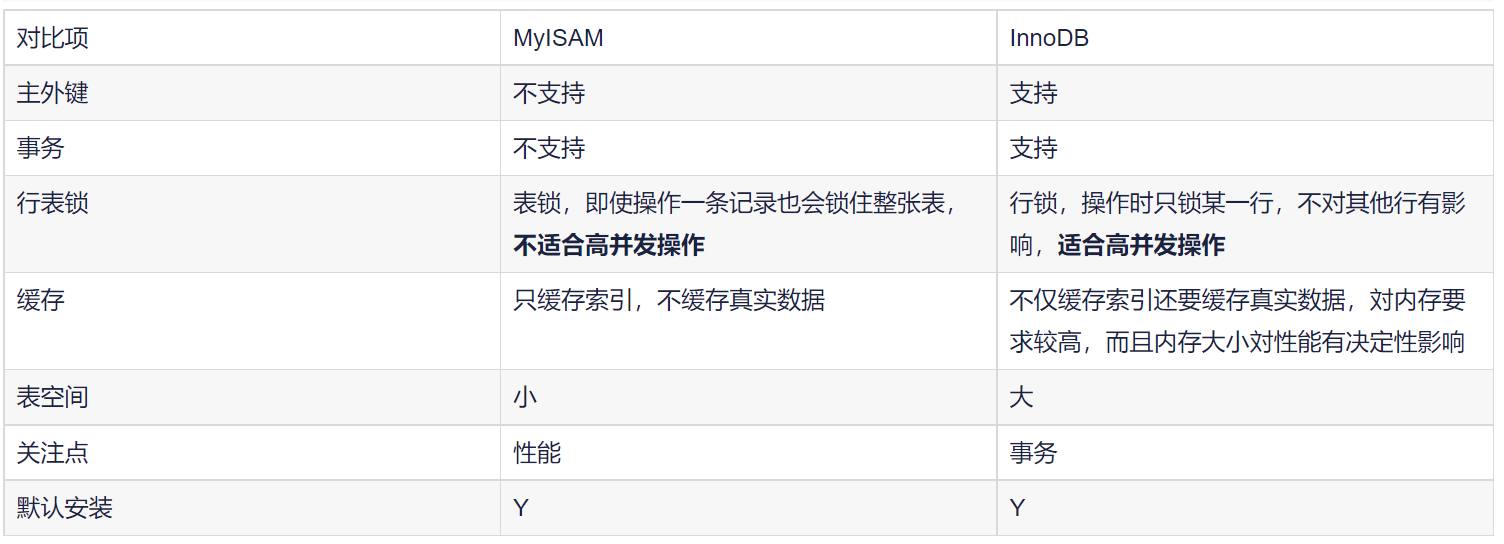 对比项 MyISAM InnoDB
主外键 不支持 支持
事务 不支持 支持
行表锁 表锁，即使操作一条记录也会锁住整张表， 行锁，操作时只锁某一行，不对其他行有影
不适合高并发操作 响，适合高并发操作
缓存 只缓存索引，不缓存真实数据 不仅缓存索引还要缓存真实数据，对内存要
求较高，而且内存大小对性能有决定性影响
表空间 小 大
关注点 性能 事务
默认安装 Y Y